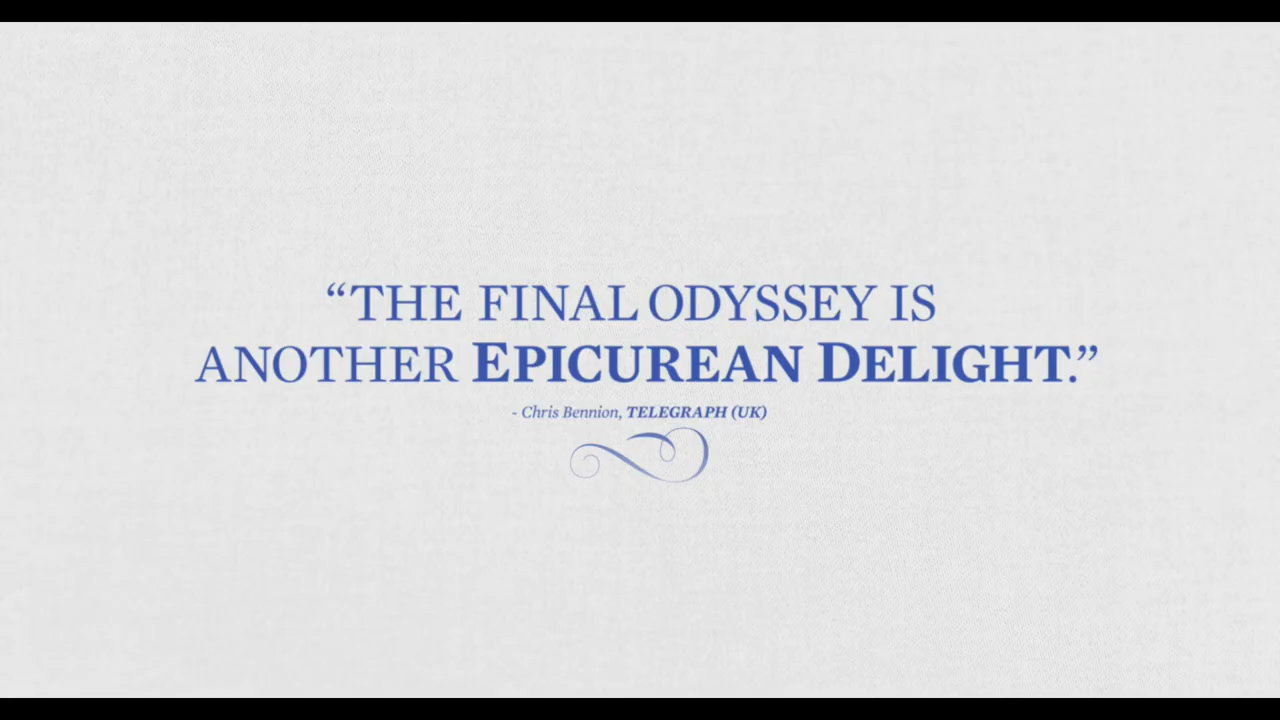 “THE FINAL ODYSSEY IS
ANOTHER EPICUREAN DELIGHT.”
- Chris Bennion, TELEGRAPH (UK)